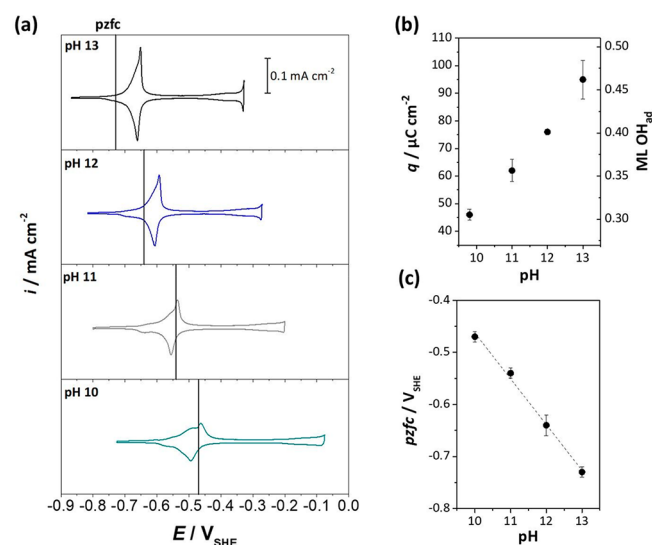 (a)
pzfc
pH 13
0.1 mA cm⁻²
pH 12
pH 11
pH 10
i / mA cm⁻²
-0.9 -0.8 -0.7 -0.6 -0.5 -0.4 -0.3 -0.2 -0.1 0.0
E / V_SHE
(b)
110
100
90
80
70
60
50
40
q / µC cm⁻²
0.50
0.45
0.40
0.35
0.30
ML OH_ad
10 11 12 13
pH
(c)
-0.4
-0.5
-0.6
-0.7
-0.8
pzfc / V_SHE
10 11 12 13
pH